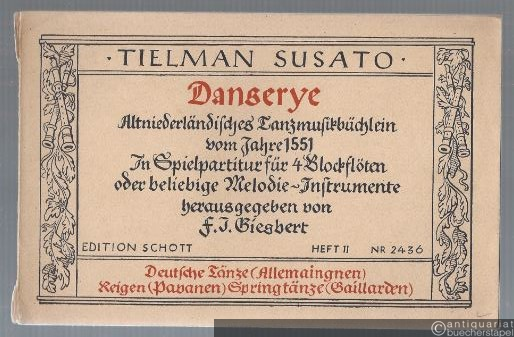 · TIELMAN SUSATO ·
Danserye
Altniederländisches Tanzmusikbüchlein
vom Jahre 1551
In Spielpartitur für 4 Blockflöten
oder beliebige Melodie-Instrumente
herausgegeben von
F. J. Giesbert
EDITION SCHOTT HEFT II NR 2436
Deutsche Tänze (Allemaingnen)
Reigen (Pavanen) Springtänze (Gaillarden)
antiquariat
buecherstapel